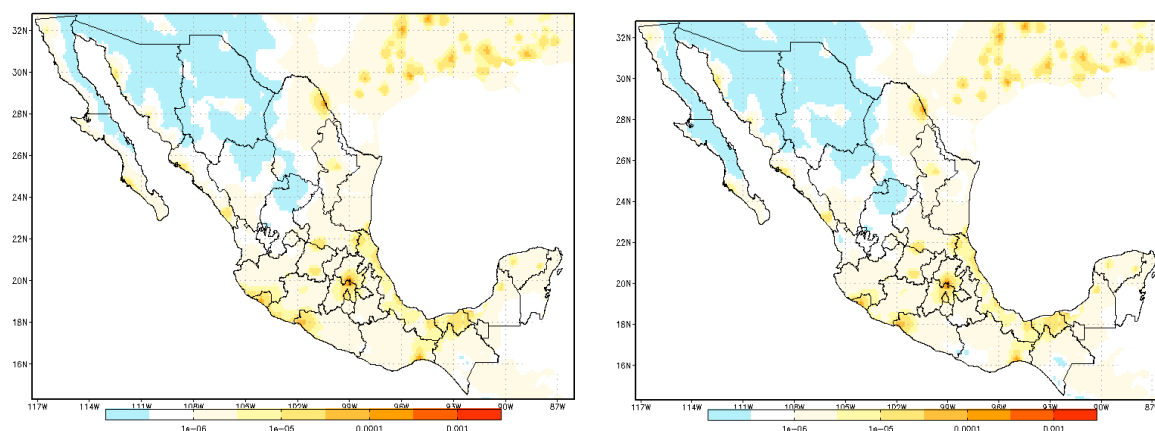 32N
30N
28N
26N
24N
22N
20N
18N
16N
117W 114W 111W 108W 105W 102W 99W 96W 93W 90W 87W
1e-06 1e-05 0.0001 0.001
32N
30N
28N
26N
24N
22N
20N
18N
16N
117W 114W 111W 108W 105W 102W 99W 96W 93W 90W 87W
1e-06 1e-05 0.0001 0.001